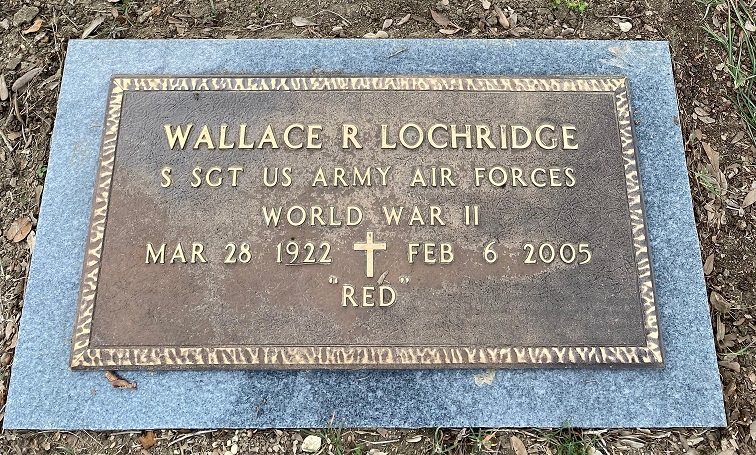 WALLACE R LOCHRIDGE
S SGT US ARMY AIR FORCES
WORLD WAR II
MAR 28 1922 FEB 6 2005
"RED"